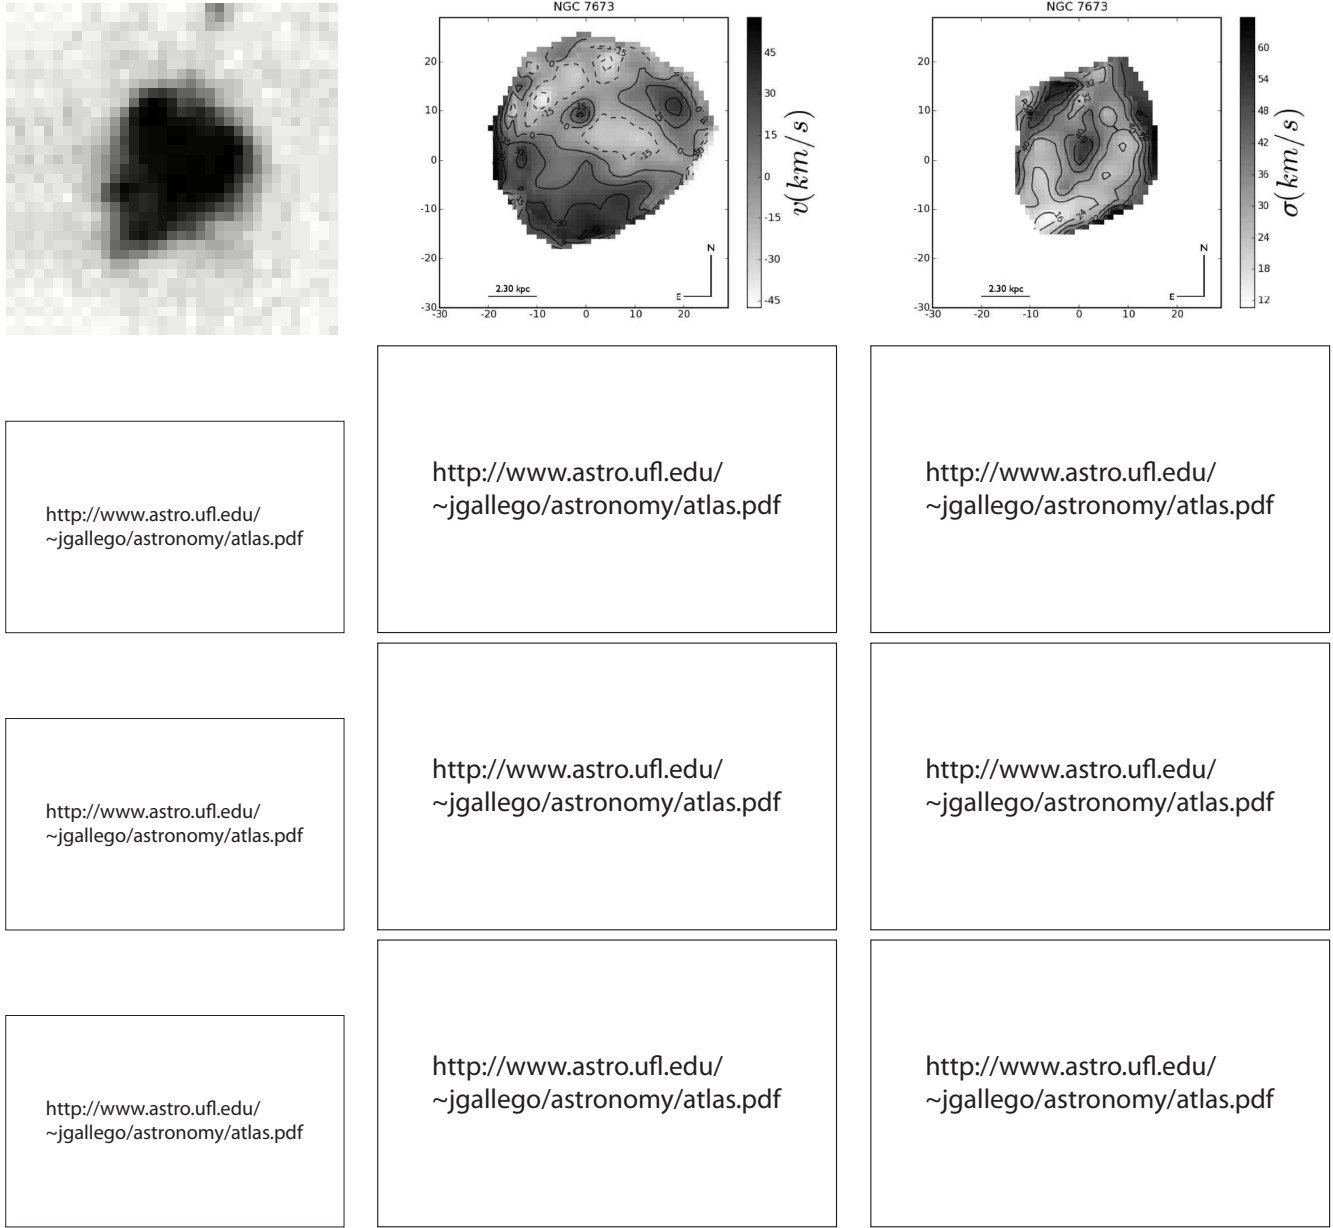 NGC 7673
NGC 7673
30
20
10
0
-10
-20
-30
-30 -20 -10 0 10 20
2.30 kpc
N
E
45
30
15
0
-15
-30
-45
v(km/s)
30
20
10
0
-10
-20
-30
-30 -20 -10 0 10 20
2.30 kpc
N
E
60
54
48
42
36
30
24
18
12
σ(km/s)
http://www.astro.ufl.edu/
~jgallego/astronomy/atlas.pdf
http://www.astro.ufl.edu/
~jgallego/astronomy/atlas.pdf
http://www.astro.ufl.edu/
~jgallego/astronomy/atlas.pdf
http://www.astro.ufl.edu/
~jgallego/astronomy/atlas.pdf
http://www.astro.ufl.edu/
~jgallego/astronomy/atlas.pdf
http://www.astro.ufl.edu/
~jgallego/astronomy/atlas.pdf
http://www.astro.ufl.edu/
~jgallego/astronomy/atlas.pdf
http://www.astro.ufl.edu/
~jgallego/astronomy/atlas.pdf
http://www.astro.ufl.edu/
~jgallego/astronomy/atlas.pdf